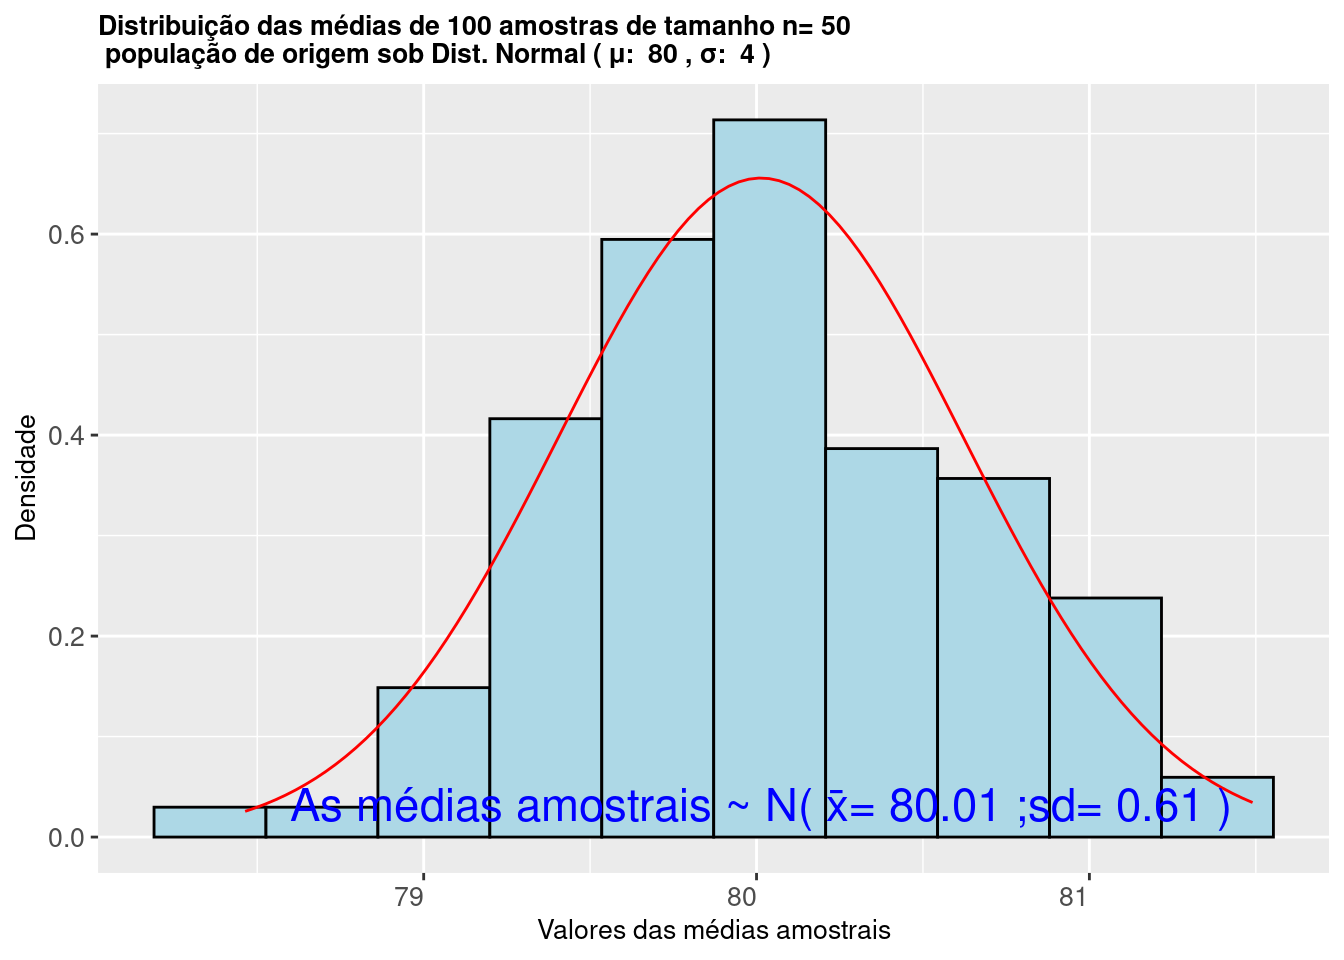 Distribuição das médias de 100 amostras de tamanho n= 50
população de origem sob Dist. Normal ( μ:  80 , σ:  4 )
Densidade
0.6
0.4
0.2
0.0
As médias amostrais ~ N( x̄= 80.01 ;sd= 0.61 )
79 80 81
Valores das médias amostrais